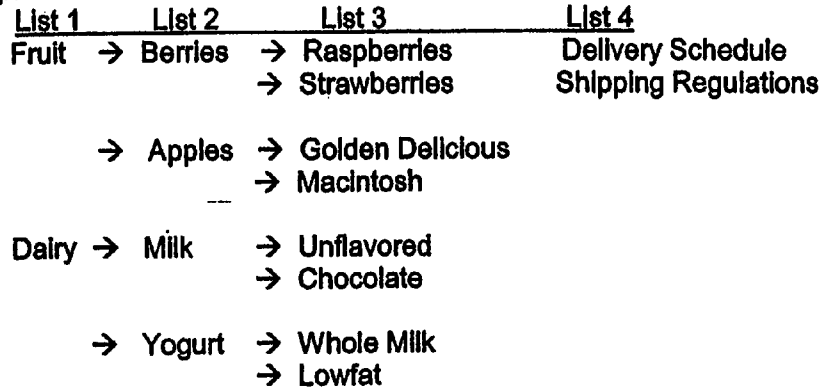 List 1 List 2 List 3 List 4
Fruit → Berries → Raspberries Delivery Schedule
→ Strawberries Shipping Regulations
→ Apples → Golden Delicious
→ Macintosh
Dairy → Milk → Unflavored
→ Chocolate
→ Yogurt → Whole Milk
→ Lowfat